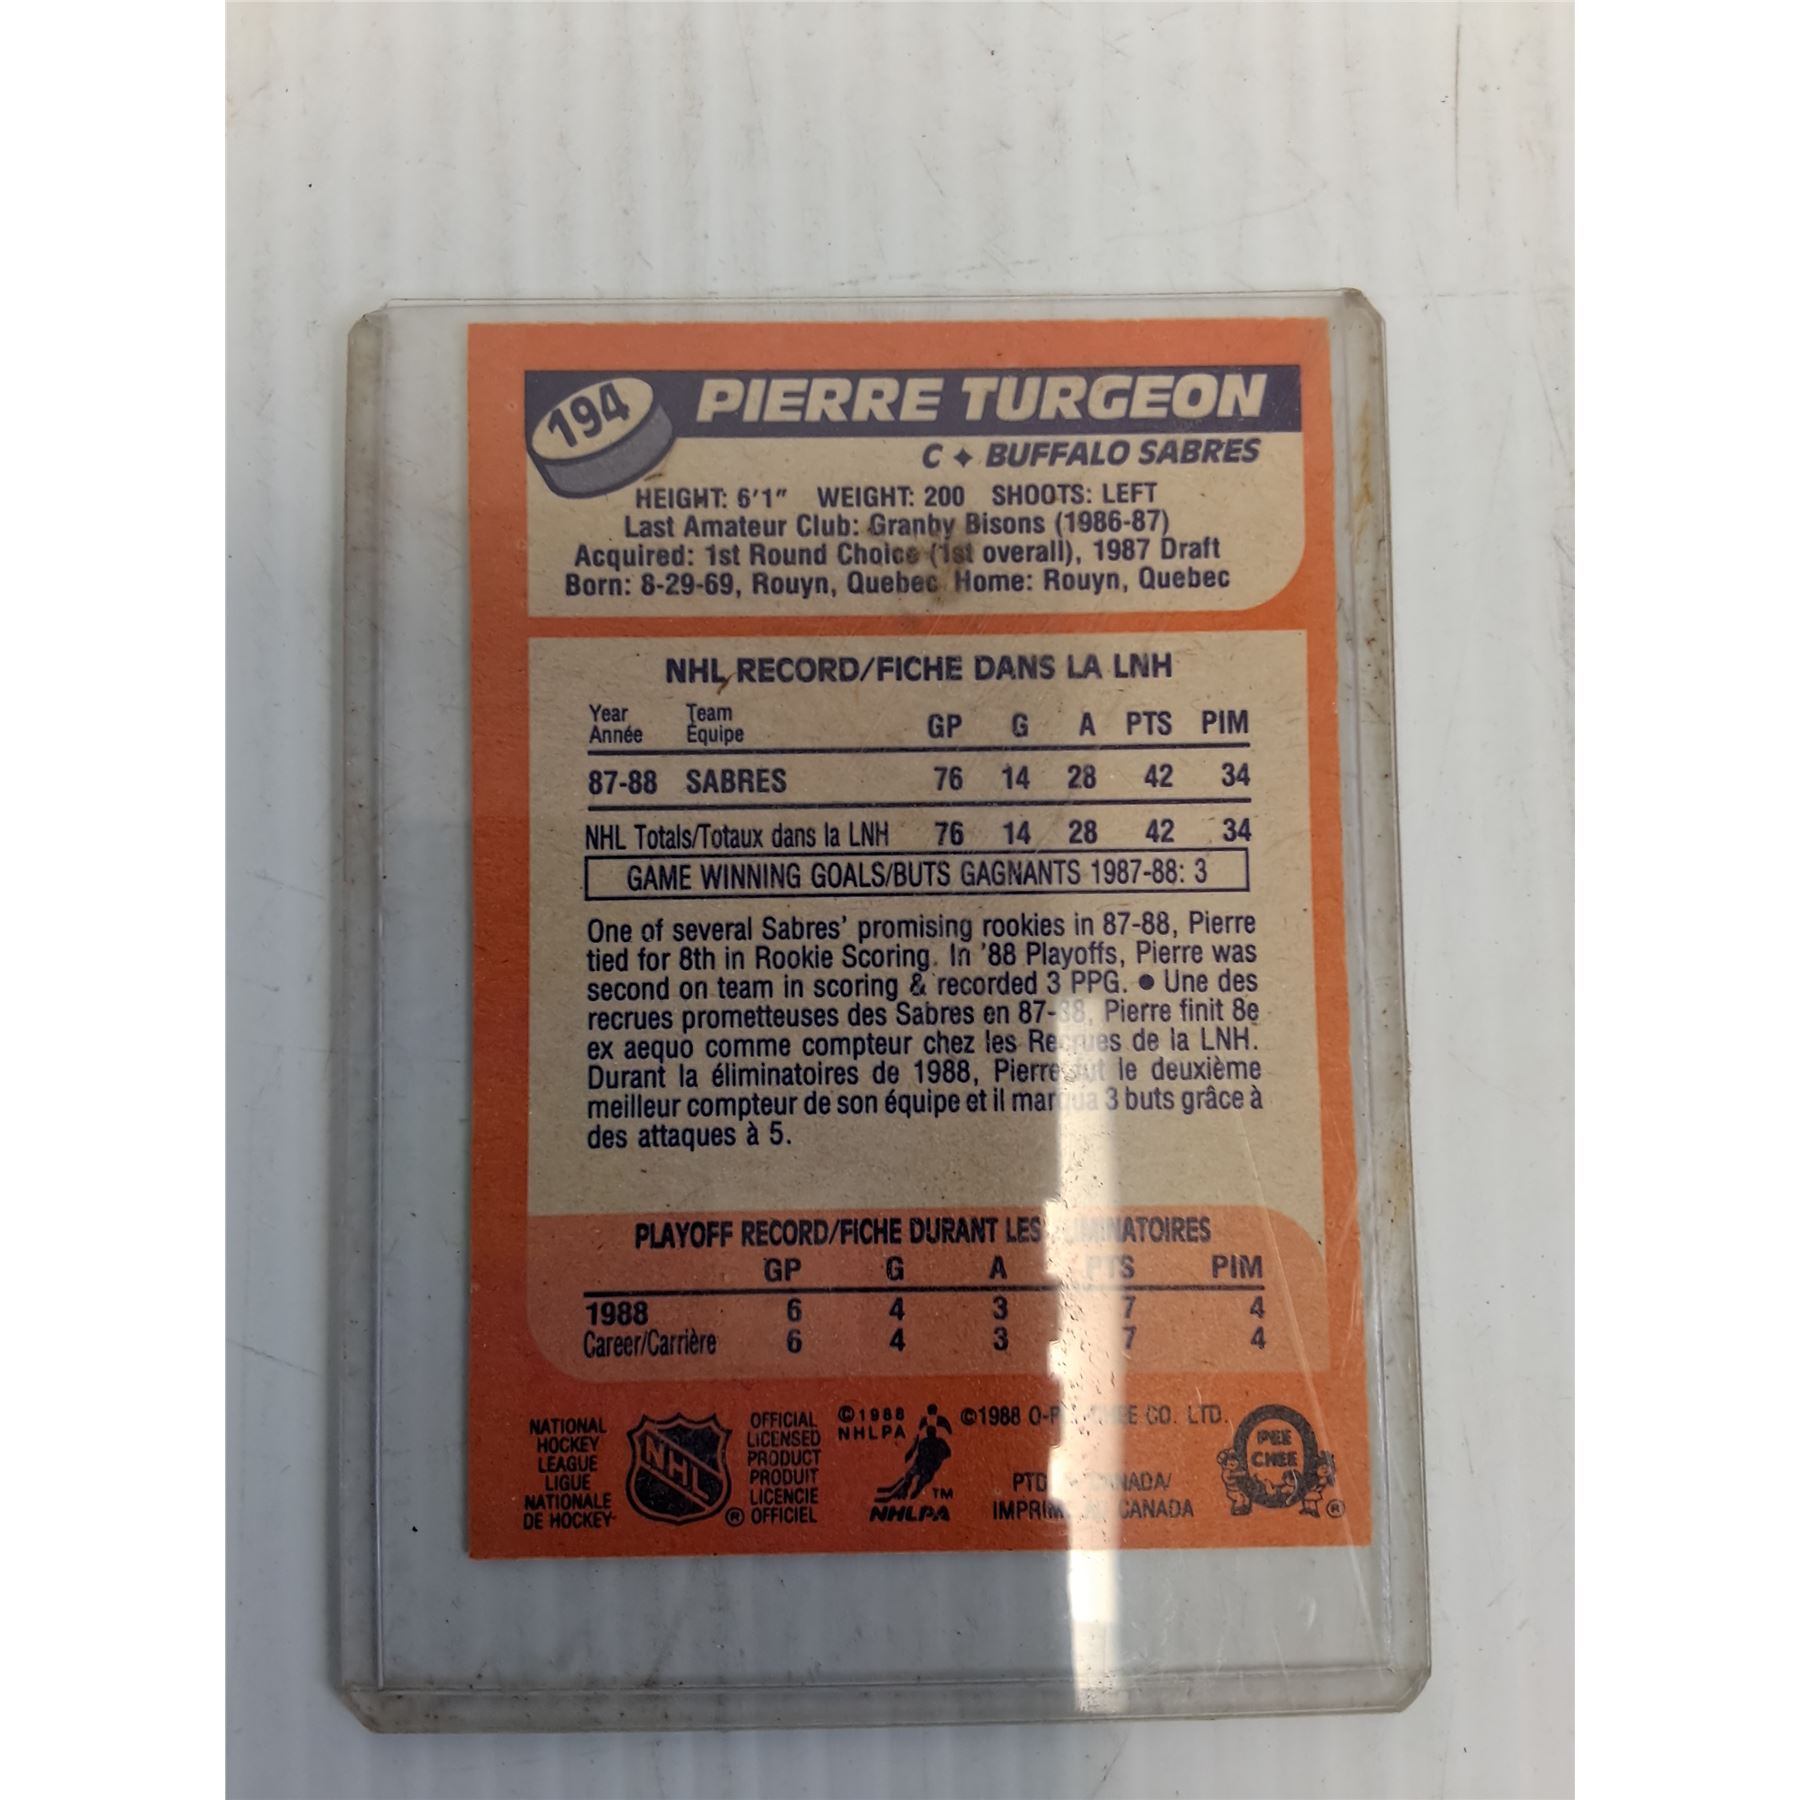 194
PIERRE TURGEON
C ✦ BUFFALO SABRES
HEIGHT: 6'1" WEIGHT: 200 SHOOTS: LEFT
Last Amateur Club: Granby Bisons (1986-87)
Acquired: 1st Round Choice (1st overall), 1987 Draft
Born: 8-29-69, Rouyn, Quebec Home: Rouyn, Quebec
NHL RECORD/FICHE DANS LA LNH
Year Team
Année Équipe GP G A PTS PIM
87-88 SABRES 76 14 28 42 34
NHL Totals/Totaux dans la LNH 76 14 28 42 34
GAME WINNING GOALS/BUTS GAGNANTS 1987-88: 3
One of several Sabres' promising rookies in 87-88, Pierre
tied for 8th in Rookie Scoring. In '88 Playoffs, Pierre was
second on team in scoring & recorded 3 PPG. ● Une des
recrues prometteuses des Sabres en 87-88, Pierre finit 8e
ex aequo comme compteur chez les Recrues de la LNH.
Durant la éliminatoires de 1988, Pierre fut le deuxième
meilleur compteur de son équipe et il marqua 3 buts grâce à
des attaques à 5.
PLAYOFF RECORD/FICHE DURANT LES ÉLIMINATOIRES
GP G A PTS PIM
1988 6 4 3 7 4
Career/Carrière 6 4 3 7 4
NATIONAL
HOCKEY
LEAGUE
LIGUE
NATIONALE
DE HOCKEY
NHL
®
OFFICIAL
LICENSED
PRODUCT
PRODUIT
LICENCIE
OFFICIEL
©1988
NHLPA
TM
NHLPA
©1988 O-PEE-CHEE CO. LTD.
PTD. IN CANADA/
IMPRIMÉ AU CANADA
PEE
CHEE
®